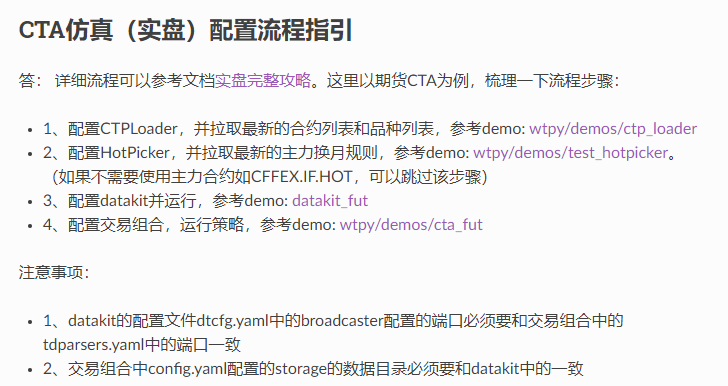 CTA仿真（实盘）配置流程指引
答： 详细流程可以参考文档实盘完整攻略。这里以期货CTA为例，梳理一下流程步骤：
1、配置CTPLoader，并拉取最新的合约列表和品种列表，参考demo: wtpy/demos/ctp_loader
2、配置HotPicker，并拉取最新的主力换月规则，参考demo: wtpy/demos/test_hotpicker。
（如果不需要使用主力合约如CFFEX.IF.HOT，可以跳过该步骤）
3、配置datakit并运行，参考demo: datakit_fut
4、配置交易组合，运行策略，参考demo: wtpy/demos/cta_fut
注意事项：
1、datakit的配置文件dtcfg.yaml中的broadcaster配置的端口必须要和交易组合中的
tdparsers.yaml中的端口一致
2、交易组合中config.yaml配置的storage的数据目录必须要和datakit中的一致